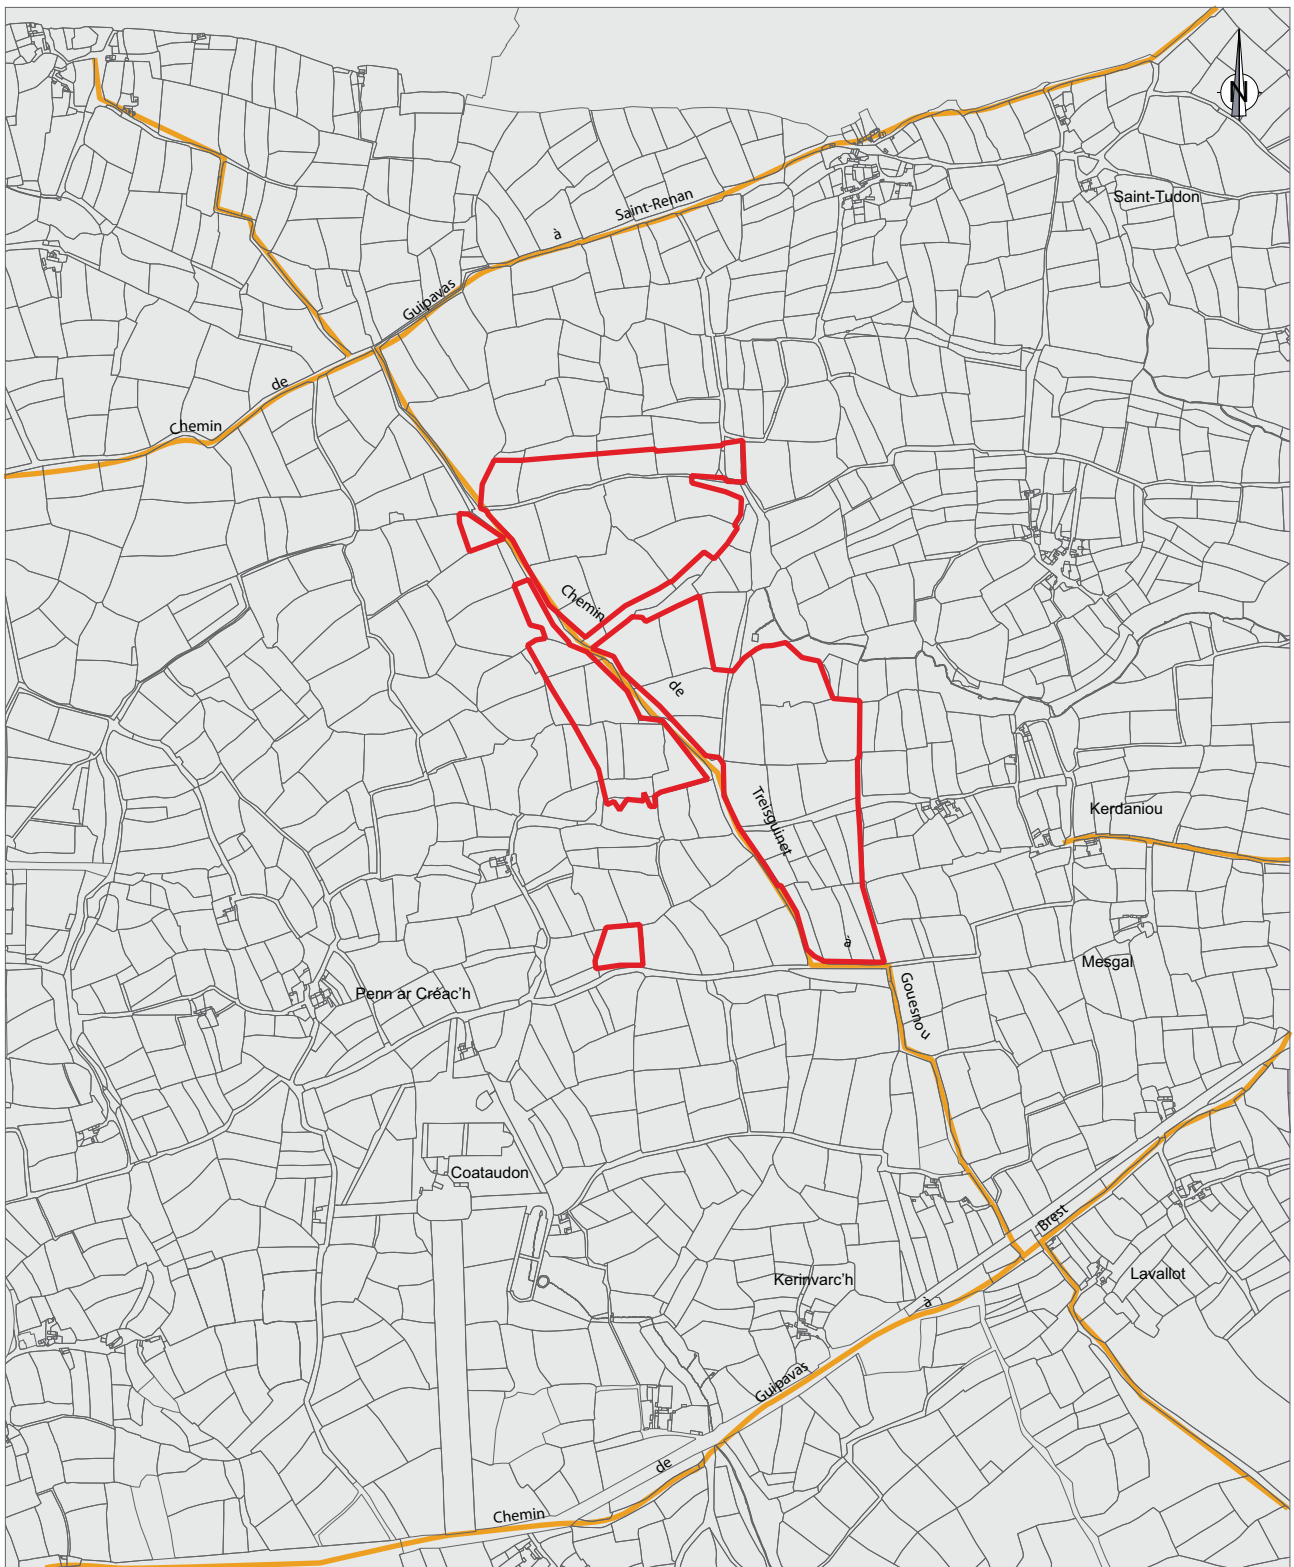 N
Saint-Tudon
Chemin de Guipavas à Saint-Renan
Chemin de Treisguinet à Gouesnou
Kerdaniou
Mesgal
Penn ar Créac'h
Coataudon
Kerinvarc'h
Lavallot
Chemin de Guipavas à Brest